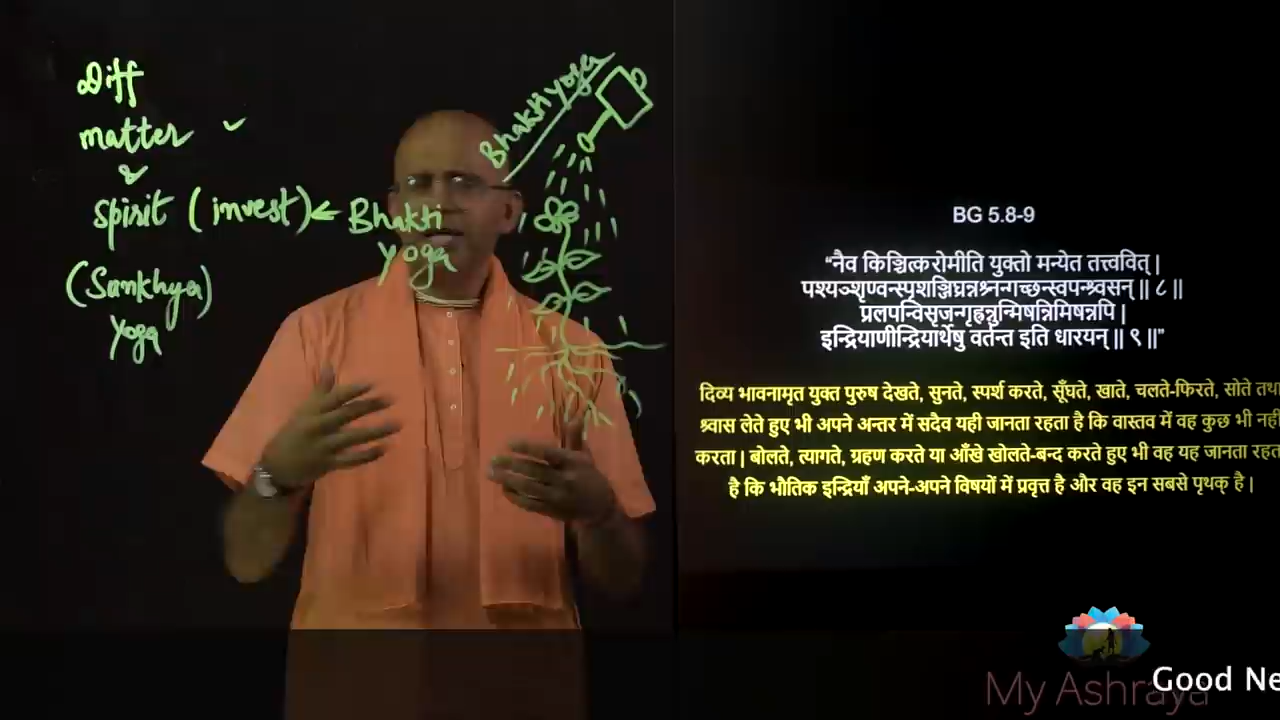 Diff
matter ✓
&
spirit (invest) ← Bhakti
yoga
(Sankhya)
Yoga
Bhakti yoga
BG 5.8-9
“नैव किञ्चित्करोमीति युक्तो मन्येत तत्त्ववित् |
पश्यञ्शृण्वन्स्पृशञ्जिघ्रन्नश्नन्गच्छन्स्वपन्श्वसन् || ८ ||
प्रलपन्विसृजन्गृह्णन्नुन्मिषन्निमिषन्नपि |
इन्द्रियाणीन्द्रियार्थेषु वर्तन्त इति धारयन् || ९ ||”
दिव्य भावनामृत युक्त पुरुष देखते, सुनते, स्पर्श करते, सूँघते, खाते, चलते-फिरते, सोते तथा
श्वास लेते हुए भी अपने अन्तर में सदैव यही जानता रहता है कि वास्तव में वह कुछ भी नही
करता | बोलते, त्यागते, ग्रहण करते या आँखे खोलते-बन्द करते हुए भी वह यह जानता रहत
है कि भौतिक इन्द्रियाँ अपने-अपने विषयों में प्रवृत्त है और वह इन सबसे पृथक् है |
My Ashraya
Good Ne